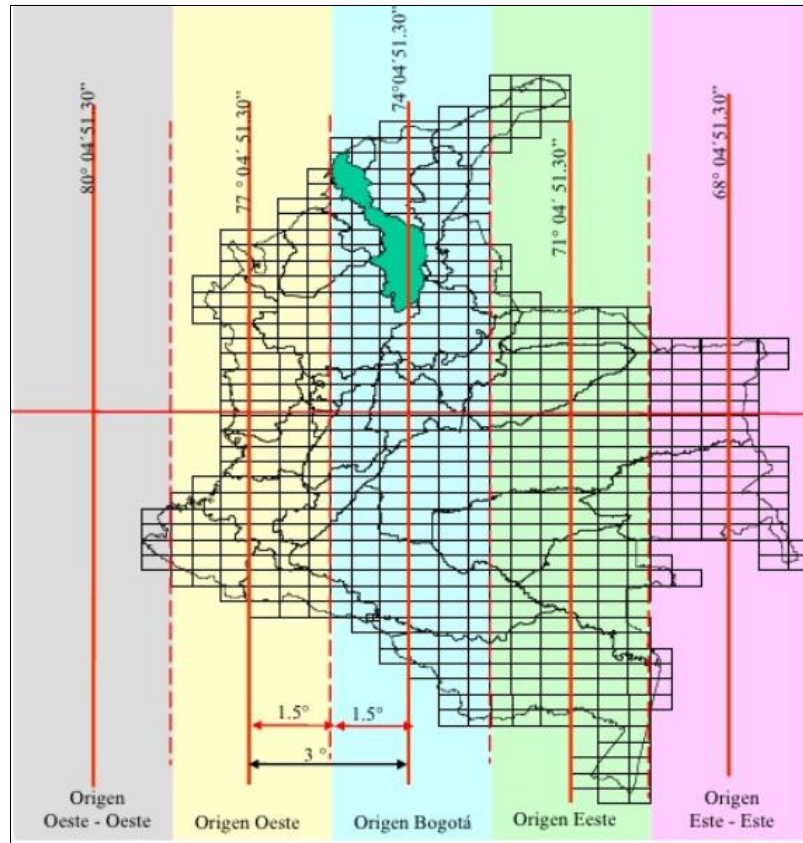 80° 04´51.30"
77° 04´51.30"
74°04´51.30"
71° 04´ 51.30"
68° 04´51.30"
1.5°
1.5°
3 °
Origen
Oeste - Oeste
Origen Oeste
Origen Bogotá
Origen Eeste
Origen
Este - Este